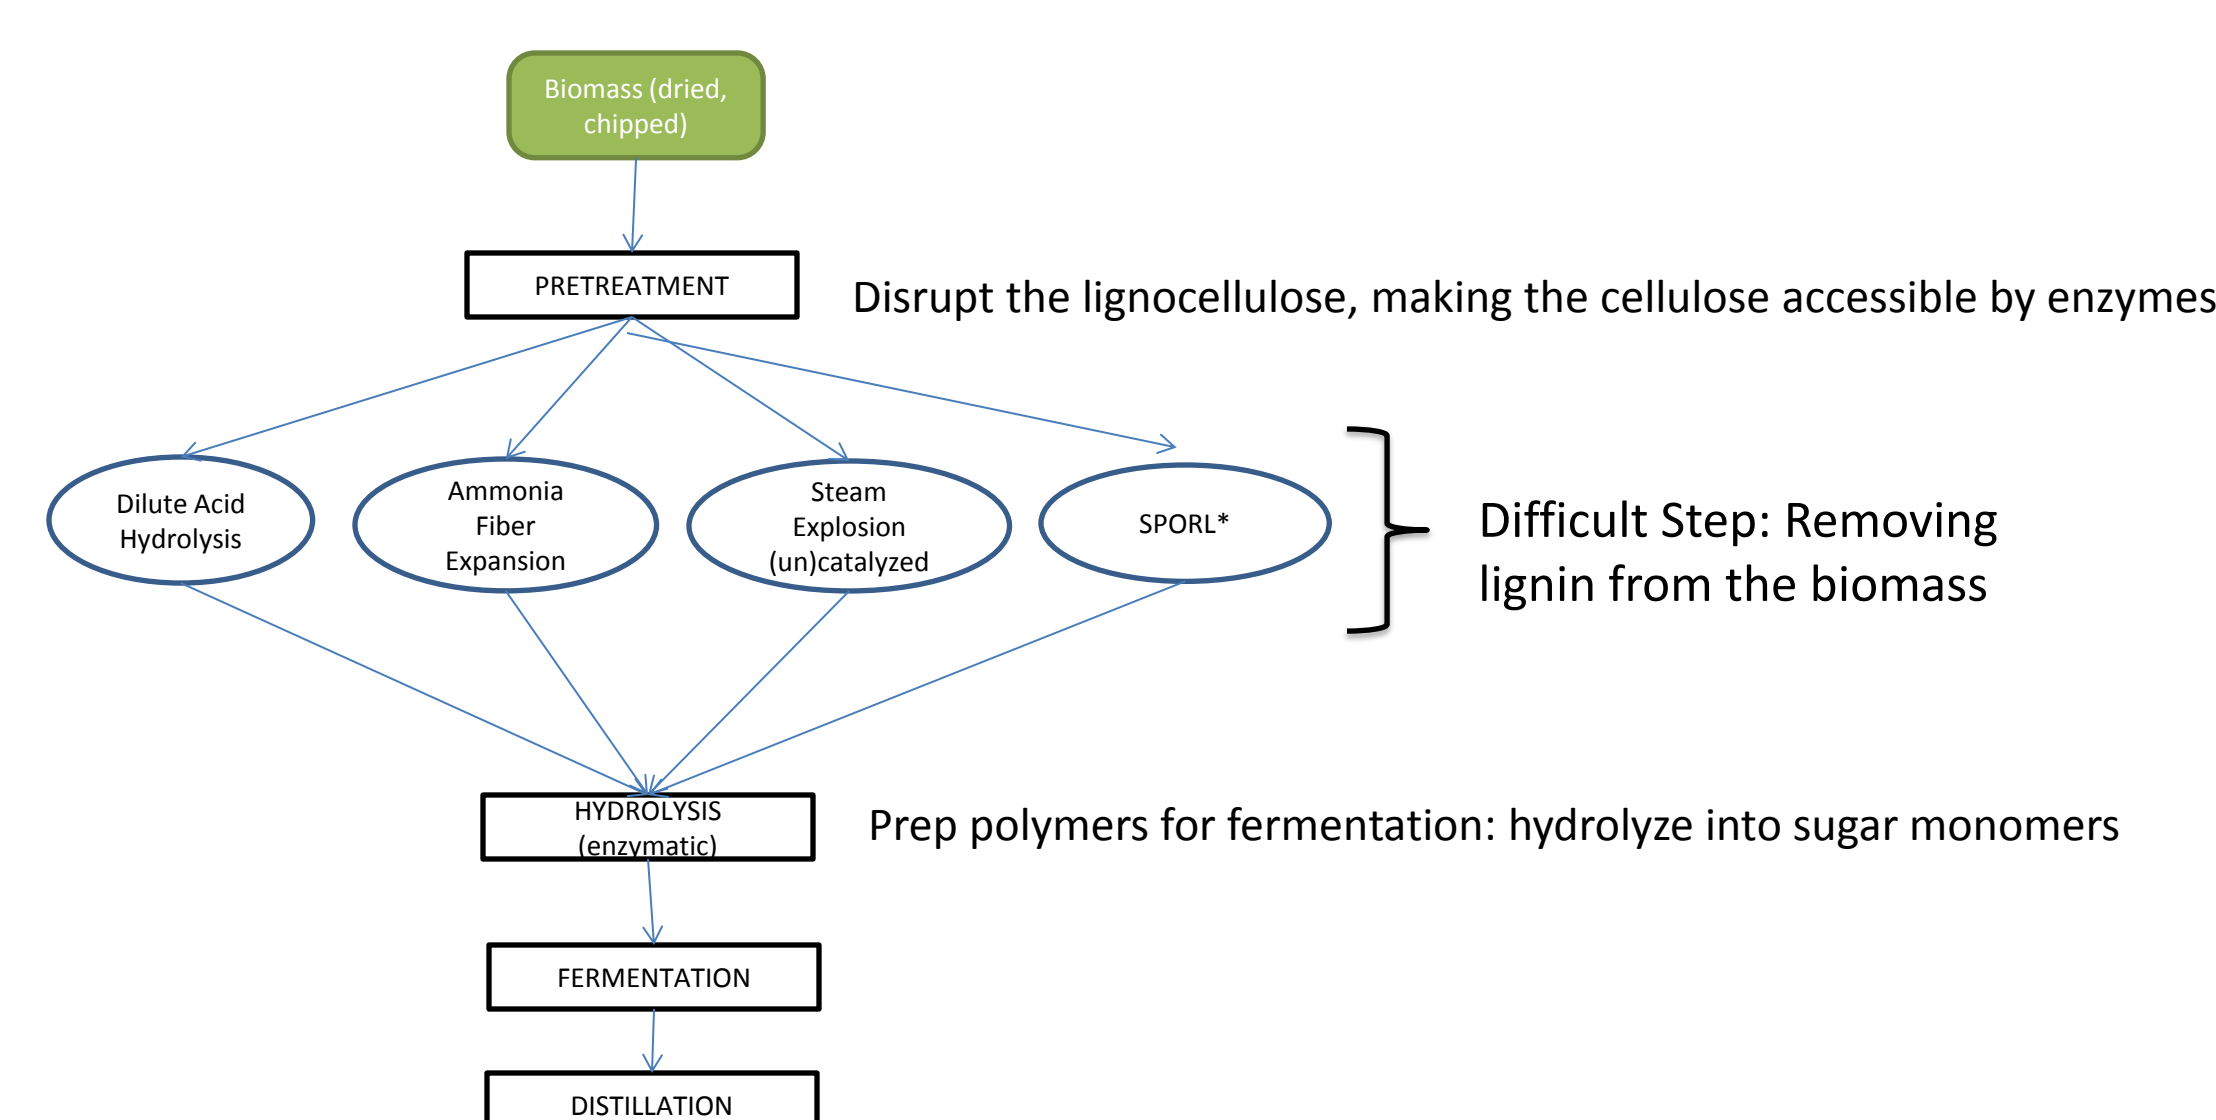 Biomass (dried,
chipped)
PRETREATMENT
Disrupt the lignocellulose, making the cellulose accessible by enzymes
Dilute Acid
Hydrolysis
Ammonia
Fiber
Expansion
Steam
Explosion
(un)catalyzed
SPORL*
Difficult Step: Removing
lignin from the biomass
HYDROLYSIS
(enzymatic)
Prep polymers for fermentation: hydrolyze into sugar monomers
FERMENTATION
DISTILLATION